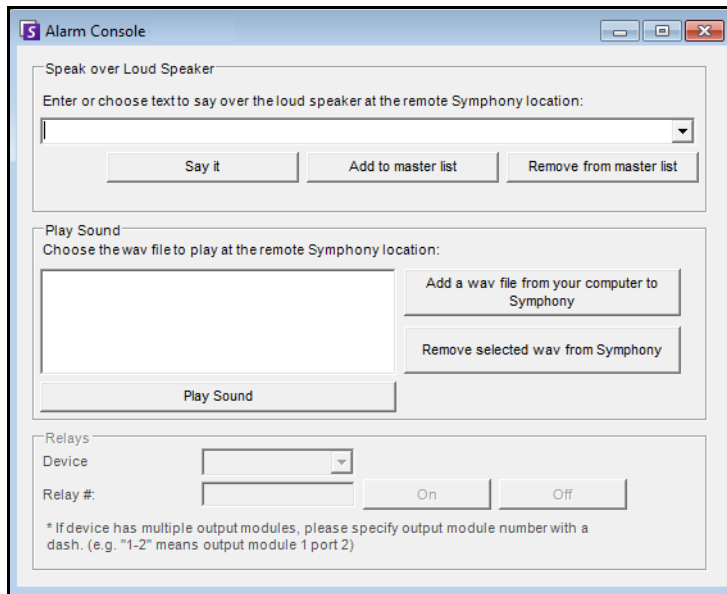 S Alarm Console
Speak over Loud Speaker
Enter or choose text to say over the loud speaker at the remote Symphony location:
Say it Add to master list Remove from master list
Play Sound
Choose the wav file to play at the remote Symphony location:
Add a wav file from your computer to
Symphony
Remove selected wav from Symphony
Play Sound
Relays
Device
Relay #: On Off
* If device has multiple output modules, please specify output module number with a
dash. (e.g. "1-2" means output module 1 port 2)